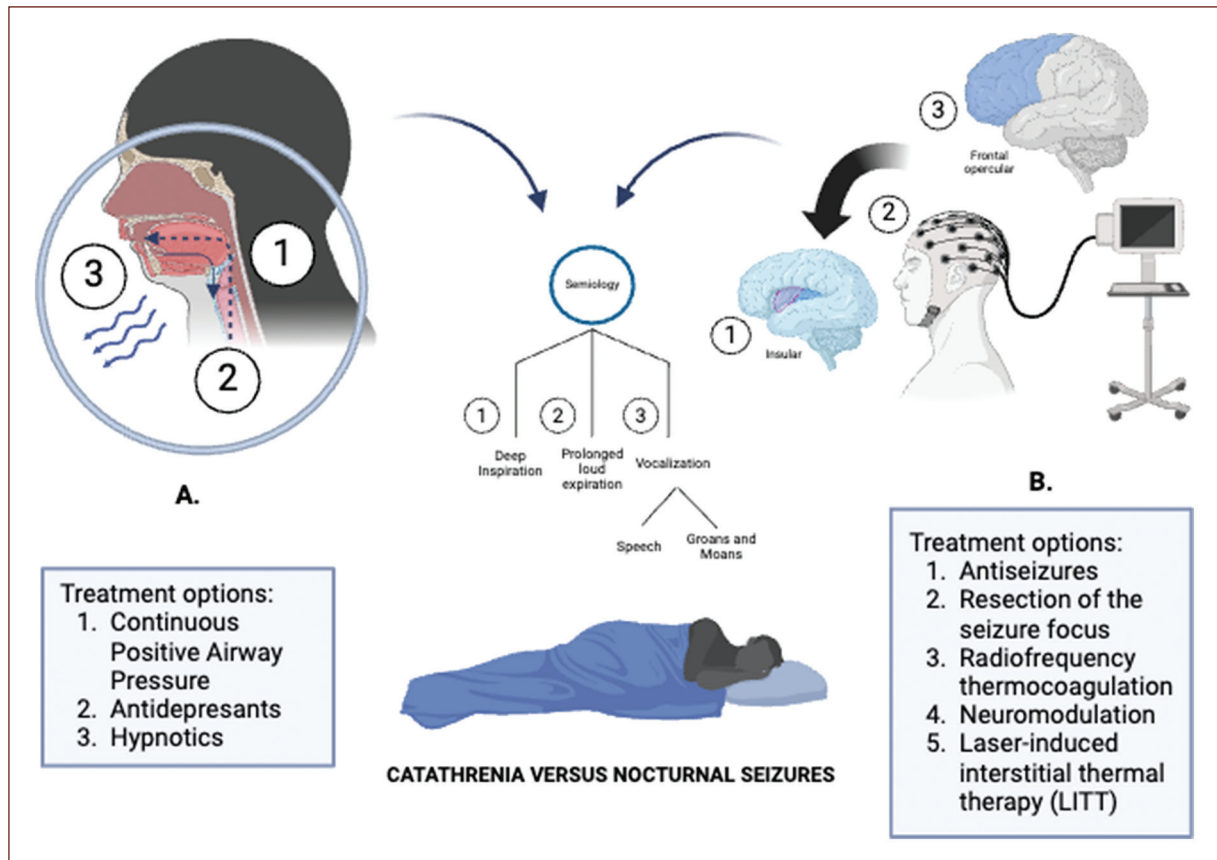 1
3
2
A.
Treatment options:
1. Continuous
Positive Airway
Pressure
2. Antidepresants
3. Hypnotics
Semiology
1
2
3
Deep
Inspiration
Prolonged
loud
expiration
Vocalization
Speech
Groans and
Moans
CATATHRENIA VERSUS NOCTURNAL SEIZURES
3
Frontal
opercular
2
1
Insular
B.
Treatment options:
1. Antiseizures
2. Resection of the
seizure focus
3. Radiofrequency
thermocoagulation
4. Neuromodulation
5. Laser-induced
interstitial thermal
therapy (LITT)